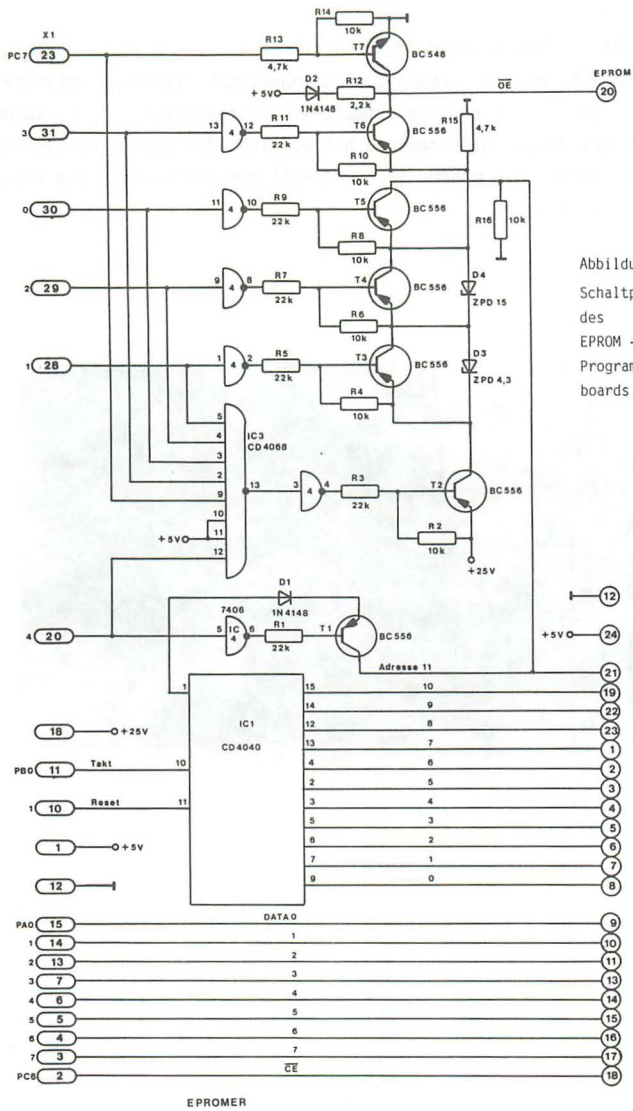 X1
PC7 23
R13
4,7k
R14
10k
T7
BC 548
+5V
D2
1N4148
R12
2,2k
OE
EPROM
20
3 31
13 4 12
R11
22k
T6
BC 556
R15
4,7k
R10
10k
0 30
11 4 10
R9
22k
T5
BC 556
R16
10k
R8
10k
2 29
9 4 8
R7
22k
T4
BC 556
D4
ZPD 15
R6
10k
1 28
1 4 2
R5
22k
T3
BC 556
D3
ZPD 4,3
R4
10k
Schaltp
des
EPROM -
Program
boards
Abbildu
5
4
3
2
9
10
11
12
IC3
CD 4068
13
+5V
3 4 4
R3
22k
T2
BC 556
R2
10k
+25V
D1
1N 4148
4 20
7406
5 IC 4 6
R1
22k
T1
BC 556
12
+5V 24
Adresse 11 21
1
IC1
CD 4040
15 10 19
14 9 22
12 8 23
13 7 1
4 6 2
2 5 3
3 4 4
5 3 5
6 2 6
7 1 7
9 0 8
18 +25V
PB0 11 Takt 10
1 10 Reset 11
1 +5V
12
PA0 15 DATA 0 9
1 14 1 10
2 13 2 11
3 7 3 13
4 6 4 14
5 5 5 15
6 4 6 16
7 3 7 17
PC6 2 CE 18
EPROMER